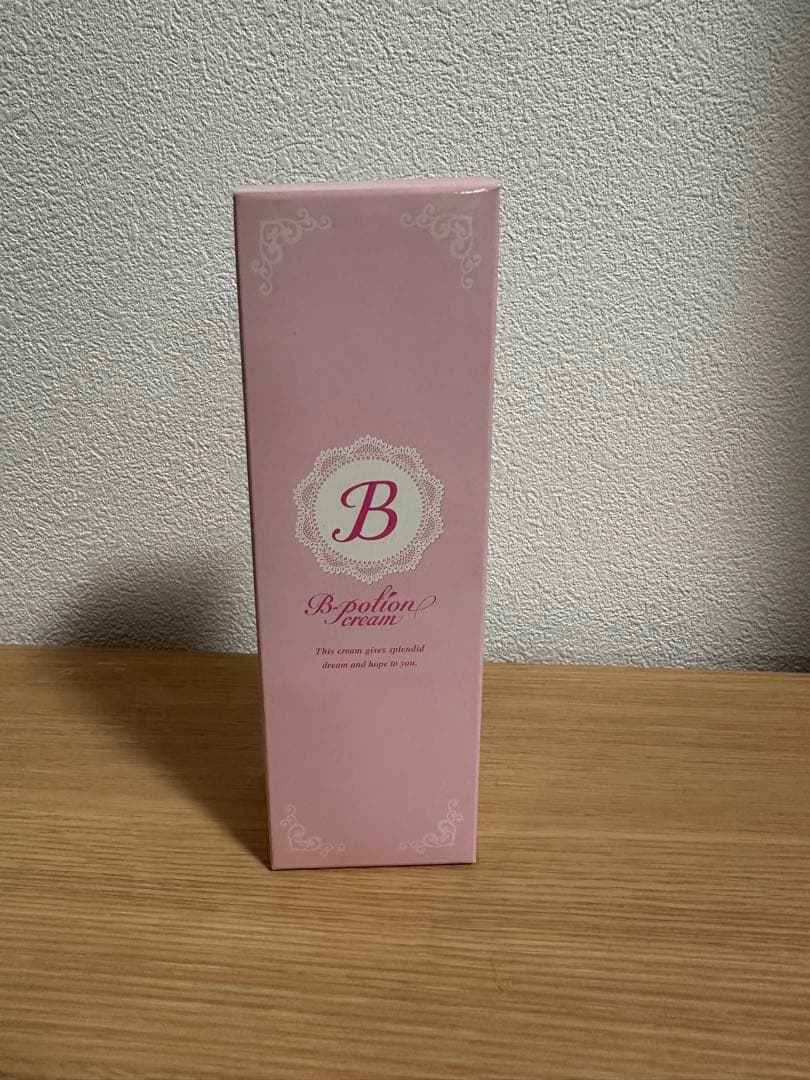 B
B-potion
cream
This cream gives splendid
dream and hope to you.